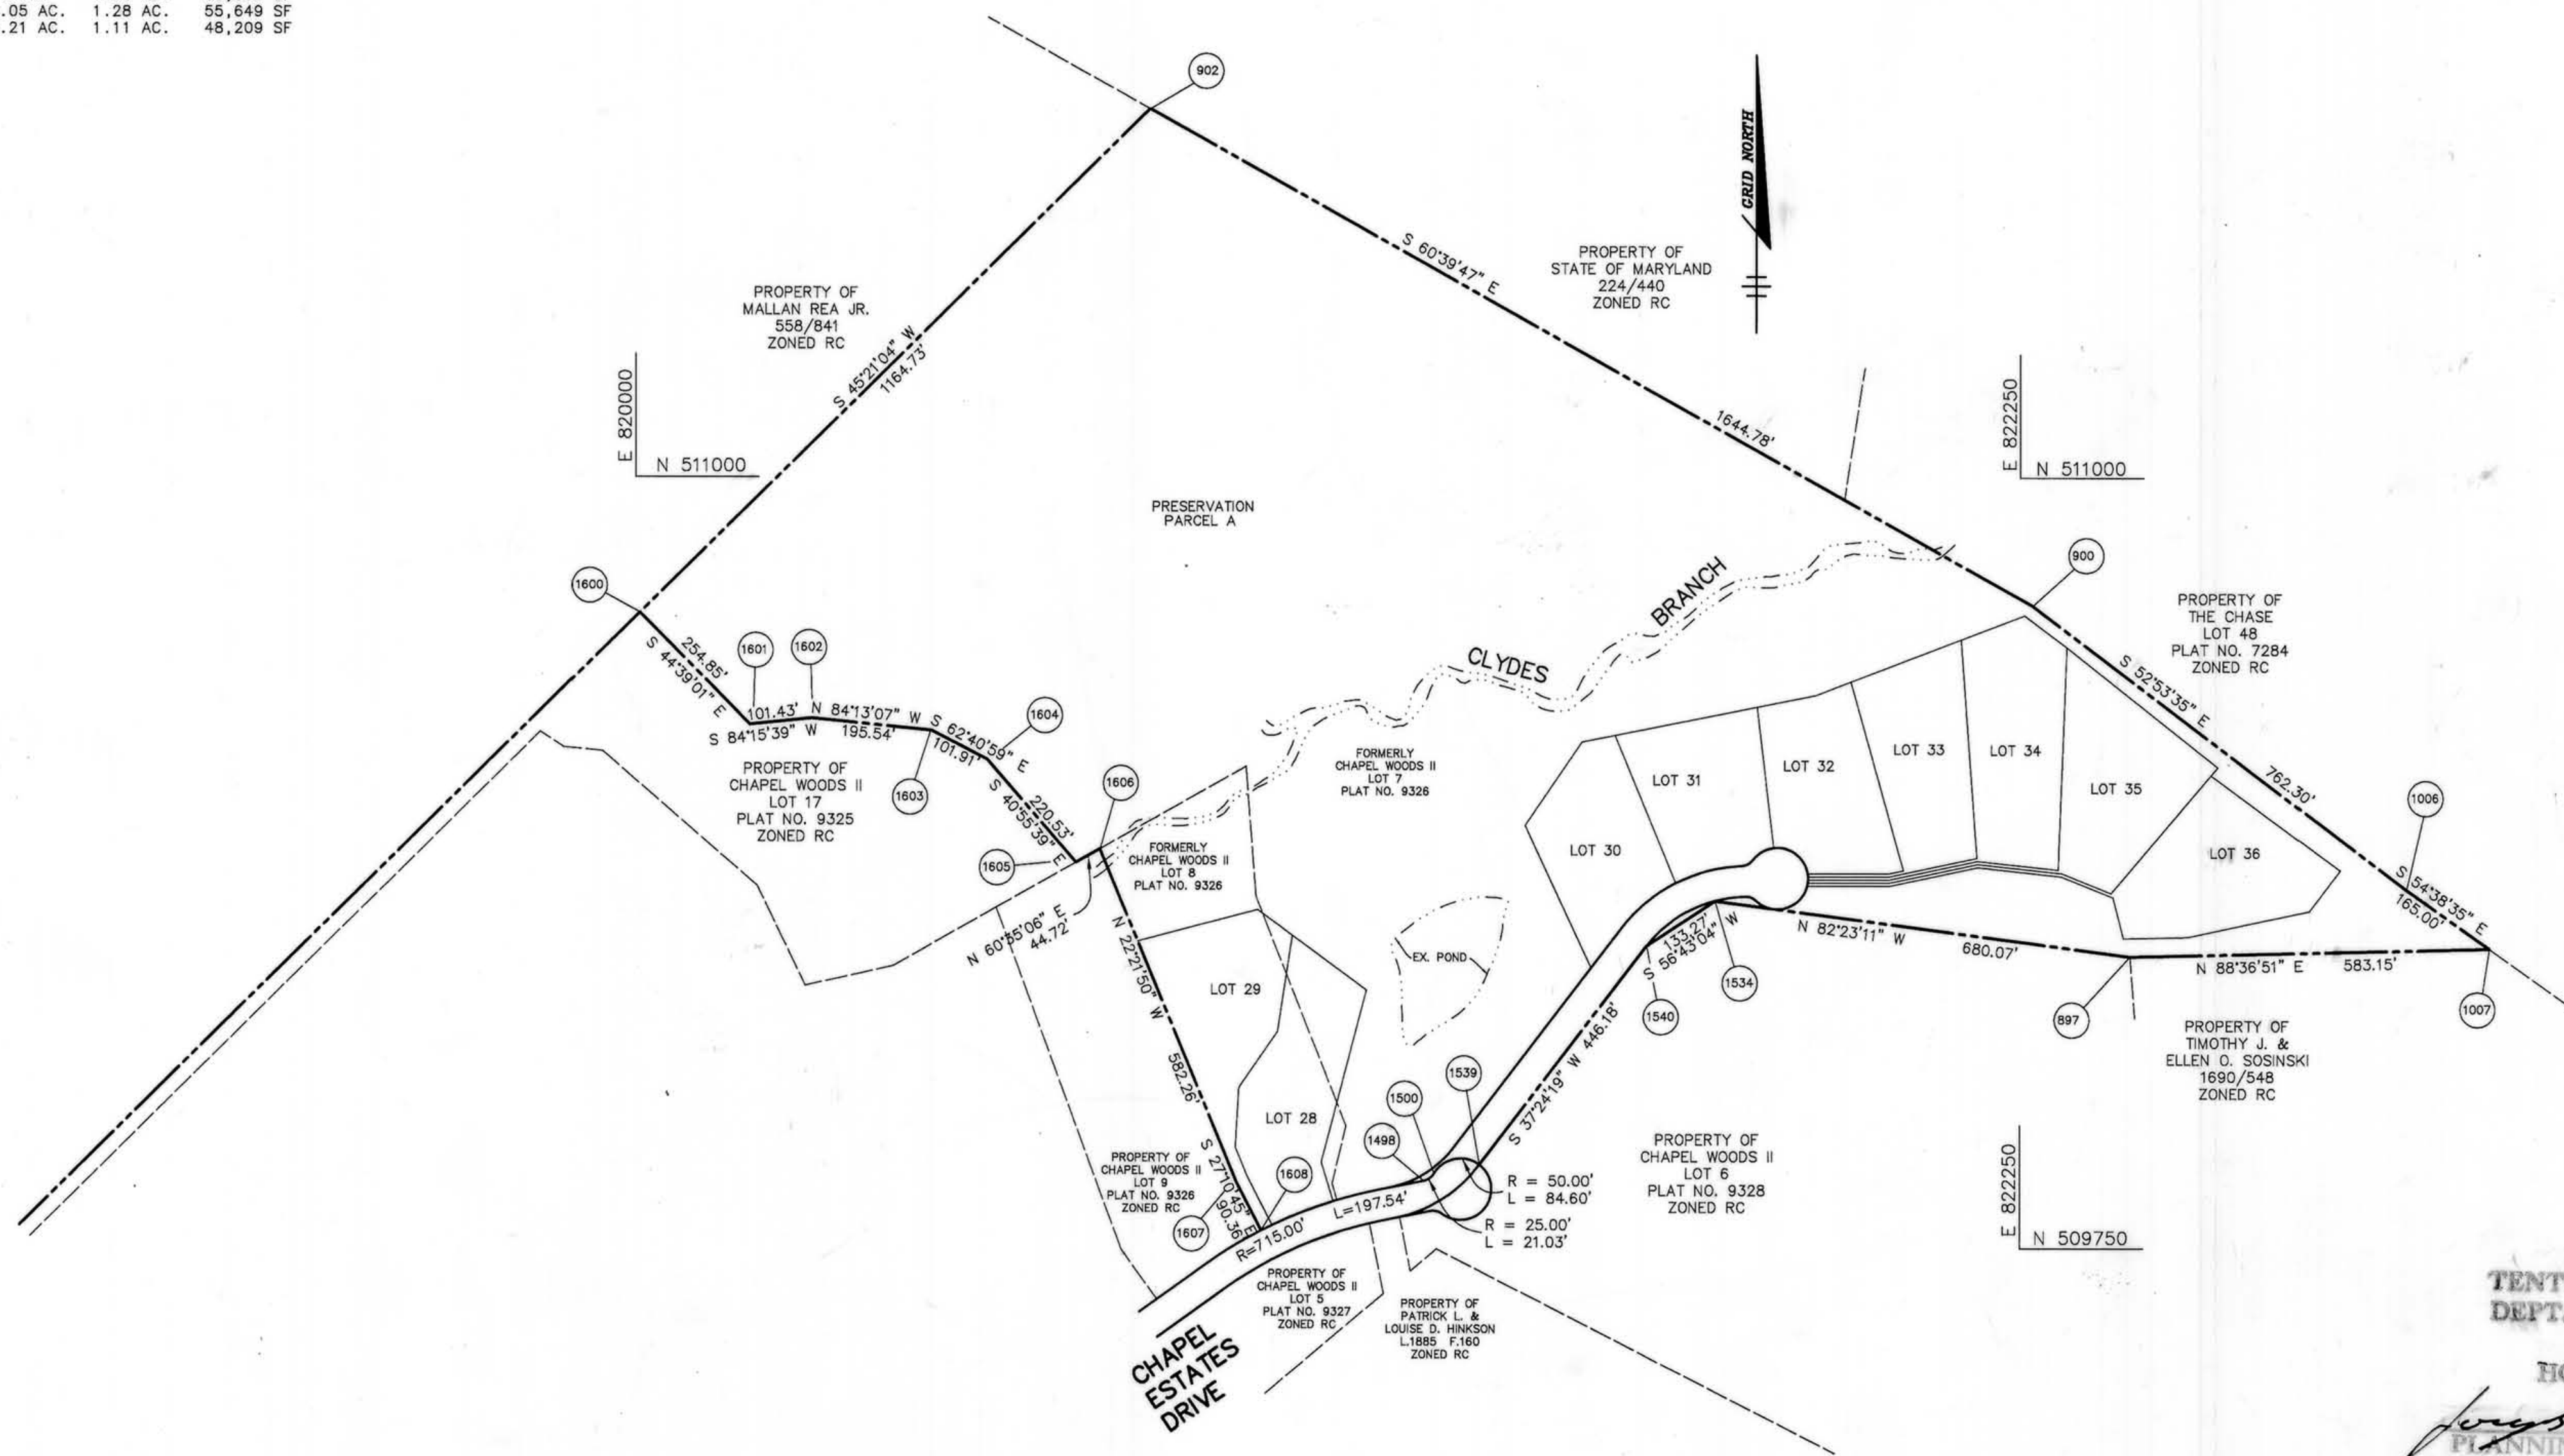 .05 AC. 1.28 AC. 55,649 SF
.21 AC. 1.11 AC. 48,209 SF
902
GRID NORTH
S 60°39'47" E
1644.78'
PROPERTY OF
STATE OF MARYLAND
224/440
ZONED RC
PROPERTY OF
MALLAN REA JR.
558/841
ZONED RC
S 45°21'04" W
1164.73'
E 820000
N 511000
E 822250
N 511000
PRESERVATION
PARCEL A
CLYDES
BRANCH
900
PROPERTY OF
THE CHASE
LOT 48
PLAT NO. 7284
ZONED RC
S 52°53'35" E
762.30'
1006
S 54°38'35" E
165.00'
1007
1600
254.85'
S 44°39'01" E
1601
1602
101.43'
S 84°15'39" W
N 84°13'07" W
195.54'
1603
S 62°40'59" E
101.91'
1604
220.53'
S 40°55'39" E
1605
1606
N 60°35'06" E
44.72'
PROPERTY OF
CHAPEL WOODS II
LOT 17
PLAT NO. 9325
ZONED RC
FORMERLY
CHAPEL WOODS II
LOT 8
PLAT NO. 9326
FORMERLY
CHAPEL WOODS II
LOT 7
PLAT NO. 9326
LOT 30
LOT 31
LOT 32
LOT 33
LOT 34
LOT 35
LOT 36
EX. POND
LOT 29
LOT 28
N 22°21'50" W
582.26'
S 27°10'45" E
90.36
1607
1608
PROPERTY OF
CHAPEL WOODS II
LOT 9
PLAT NO. 9326
ZONED RC
R=715.00'
L=197.54'
1498
1500
1539
R = 50.00'
L = 84.60'
R = 25.00'
L = 21.03'
S 37°24'19" W 446.18'
133.27'
S 56°43'04" W
1540
1534
N 82°23'11" W
680.07'
897
N 88°36'51" E
583.15'
PROPERTY OF
TIMOTHY J. &
ELLEN O. SOSINSKI
1690/548
ZONED RC
PROPERTY OF
CHAPEL WOODS II
LOT 6
PLAT NO. 9328
ZONED RC
E 822250
N 509750
PROPERTY OF
CHAPEL WOODS II
LOT 5
PLAT NO. 9327
ZONED RC
PROPERTY OF
PATRICK L. &
LOUISE D. HINKSON
L.1885 F.160
ZONED RC
CHAPEL
ESTATES
DRIVE
TENT
DEPT.
HO
PLANNIN